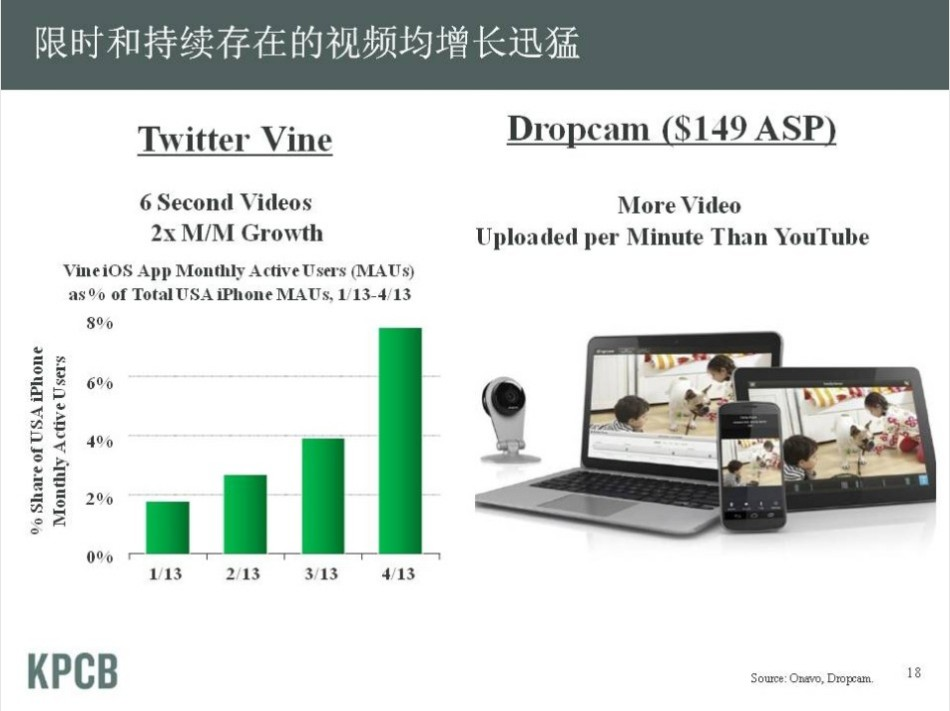 限时和持续存在的视频均增长迅猛
Twitter Vine
6 Second Videos
2x M/M Growth
Vine iOS App Monthly Active Users (MAUs)
as % of Total USA iPhone MAUs, 1/13-4/13
% Share of USA iPhone
Monthly Active Users
8%
6%
4%
2%
0%
1/13
2/13
3/13
4/13
Dropcam ($149 ASP)
More Video
Uploaded per Minute Than YouTube
KPCB
Source: Onavo, Dropcam.
18